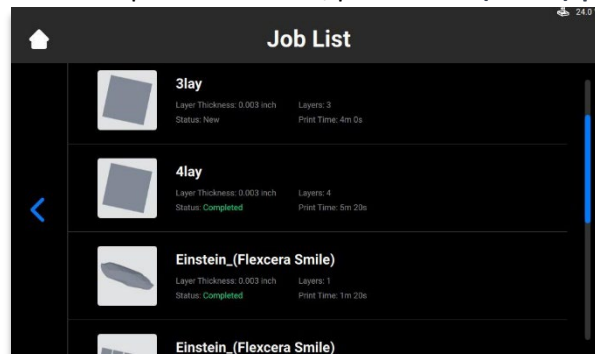 24.0
Job List
3lay
Layer Thickness: 0.003 inch Layers: 3
Status: New Print Time: 4m 0s
4lay
Layer Thickness: 0.003 inch Layers: 4
Status: Completed Print Time: 5m 20s
Einstein_(Flexcera Smile)
Layer Thickness: 0.003 inch Layers: 1
Status: Completed Print Time: 1m 20s
Einstein_(Flexcera Smile)